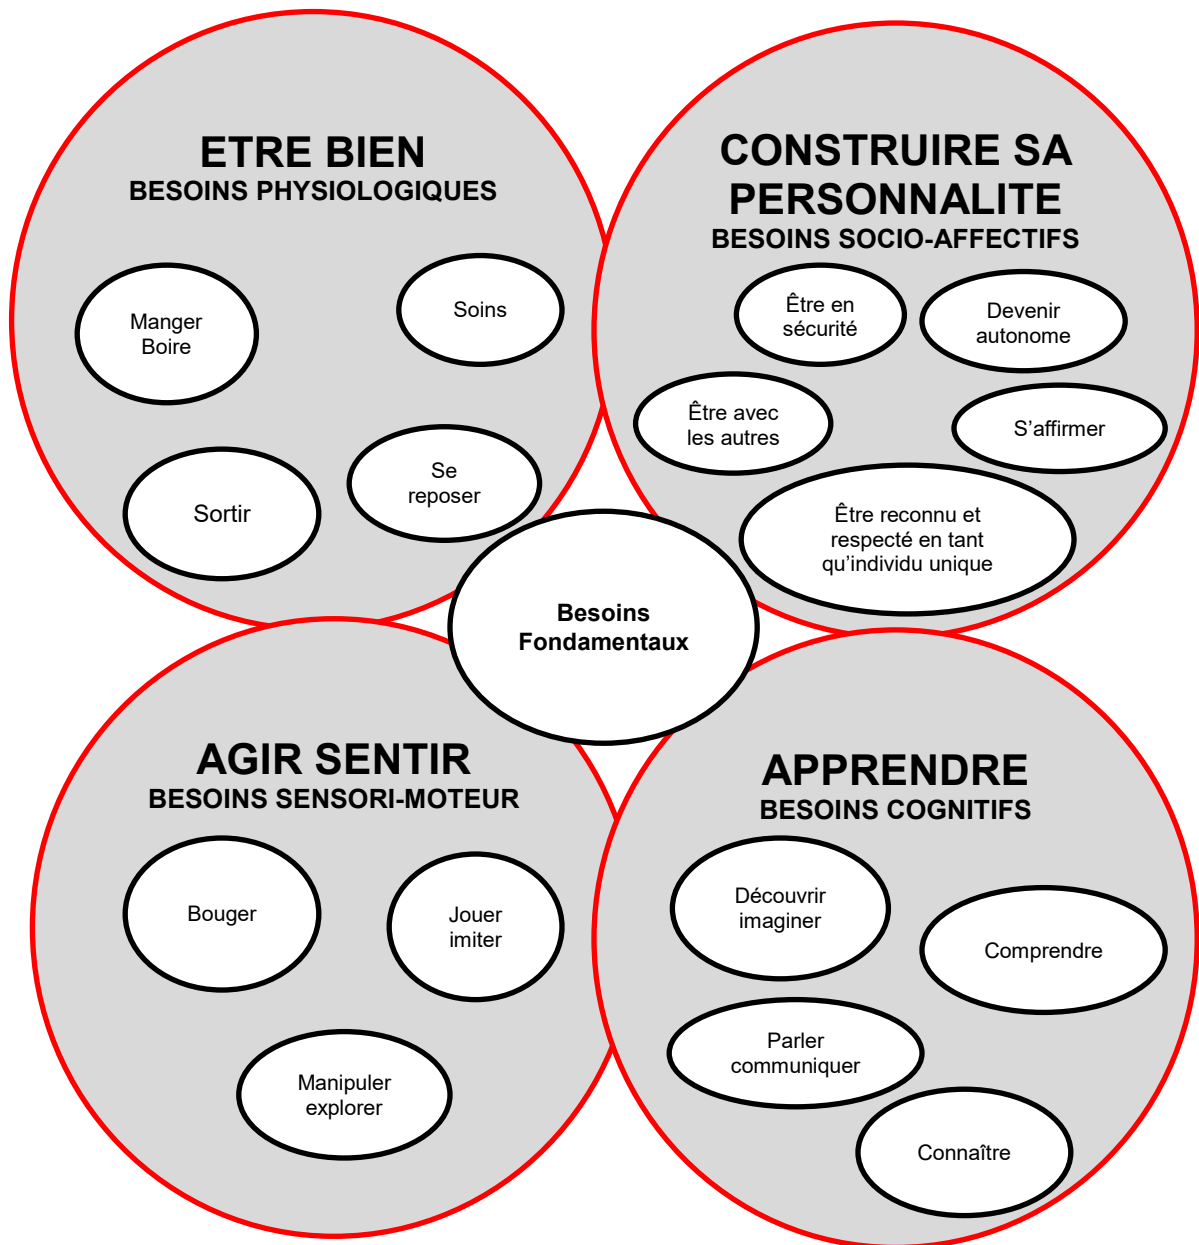 ETRE BIEN
BESOINS PHYSIOLOGIQUES
Manger
Boire
Soins
Sortir
Se
reposer
CONSTRUIRE SA
PERSONNALITE
BESOINS SOCIO-AFFECTIFS
Être en
sécurité
Devenir
autonome
Être avec
les autres
S’affirmer
Être reconnu et
respecté en tant
qu’individu unique
Besoins
Fondamentaux
AGIR SENTIR
BESOINS SENSORI-MOTEUR
Bouger
Jouer
imiter
Manipuler
explorer
APPRENDRE
BESOINS COGNITIFS
Découvrir
imaginer
Comprendre
Parler
communiquer
Connaître